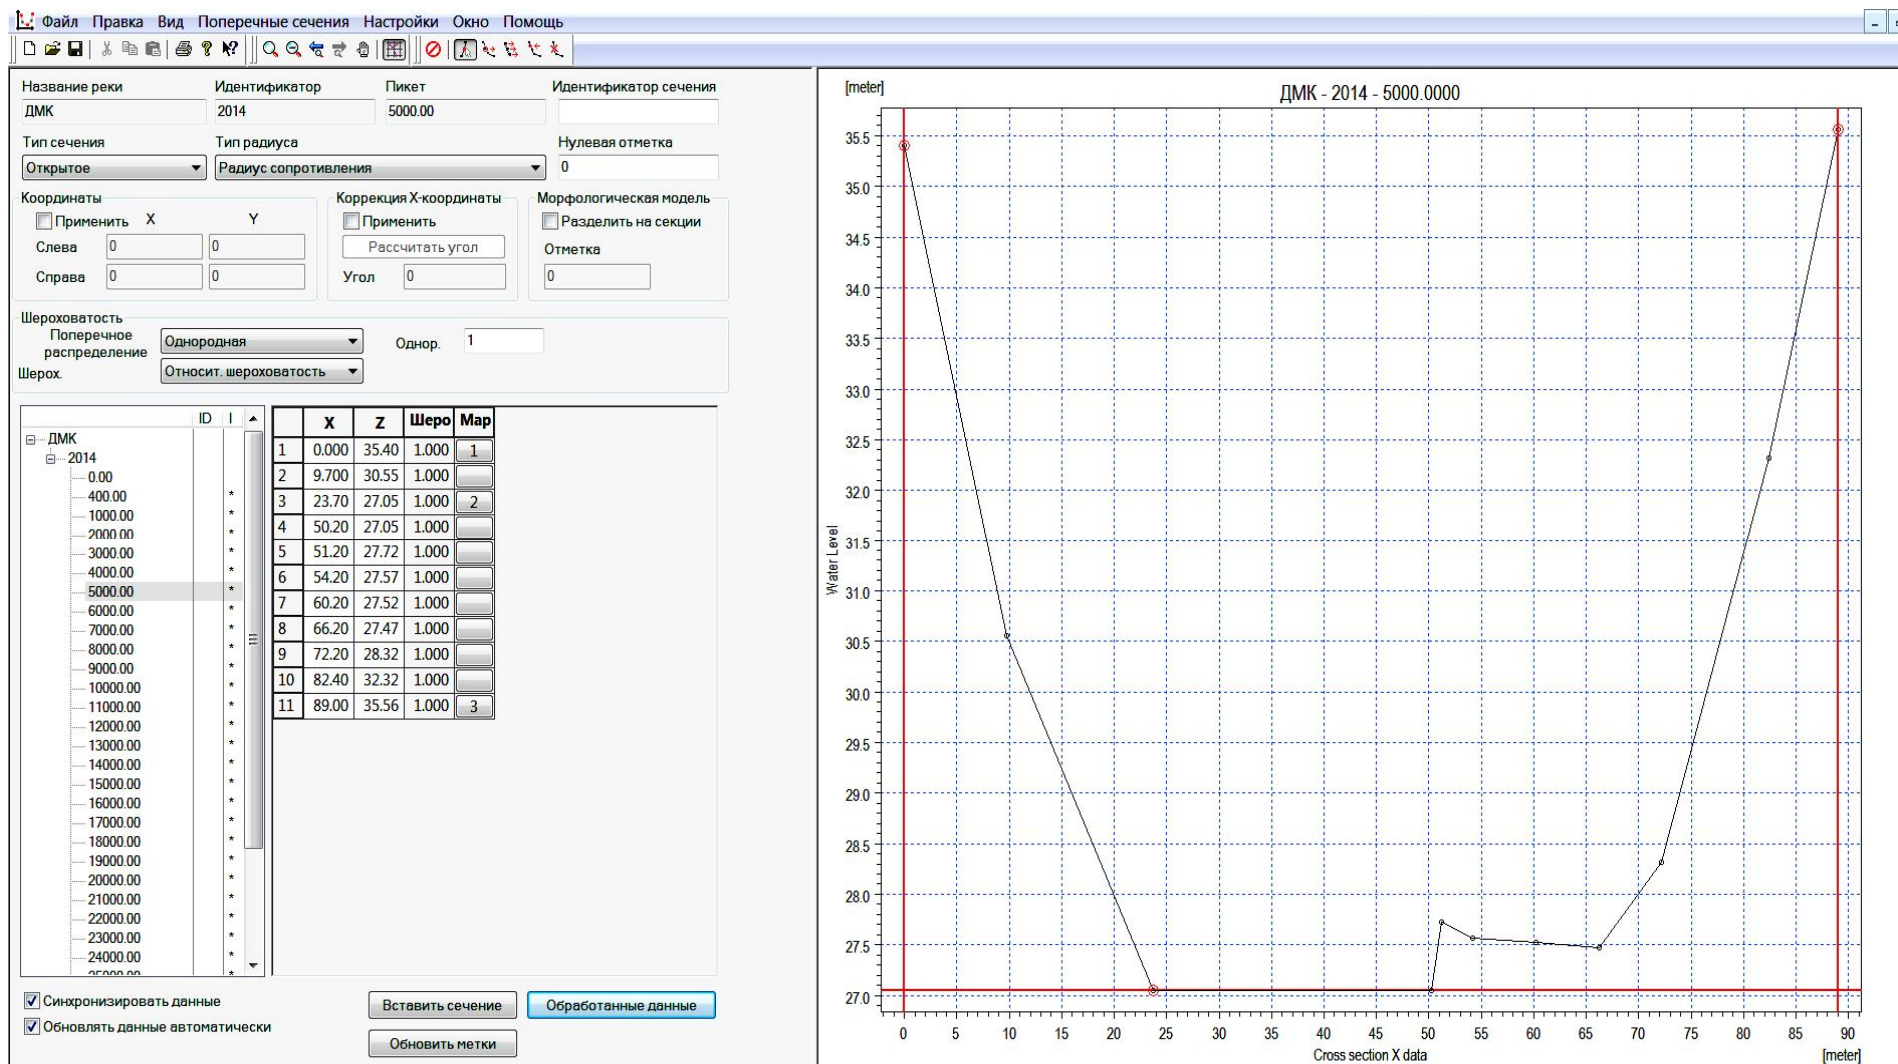 Файл Правка Вид Поперечные сечения Настройки Окно Помощь
Название реки Идентификатор Пикет Идентификатор сечения
ДМК 2014 5000.00
Тип сечения Тип радиуса Нулевая отметка
Открытое Радиус сопротивления 0
Координаты Коррекция X-координаты Морфологическая модель
Применить X Y Применить Разделить на секции
Слева 0 0 Рассчитать угол Отметка
Справа 0 0 Угол 0 0
Шероховатость
Поперечное
распределение Однородная Однор. 1
Шерох. Относит. шероховатость
ID I
ДМК
2014
0.00
400.00 *
1000.00 *
2000.00 *
3000.00 *
4000.00 *
5000.00 *
6000.00 *
7000.00 *
8000.00 *
9000.00 *
10000.00 *
11000.00 *
12000.00 *
13000.00 *
14000.00 *
15000.00 *
16000.00 *
17000.00 *
18000.00 *
19000.00 *
20000.00 *
21000.00 *
22000.00 *
23000.00 *
24000.00 *
X Z Шеро Мар
1 0.000 35.40 1.000 1
2 9.700 30.55 1.000
3 23.70 27.05 1.000 2
4 50.20 27.05 1.000
5 51.20 27.72 1.000
6 54.20 27.57 1.000
7 60.20 27.52 1.000
8 66.20 27.47 1.000
9 72.20 28.32 1.000
10 82.40 32.32 1.000
11 89.00 35.56 1.000 3
Синхронизировать данные
Обновлять данные автоматически
Вставить сечение Обработанные данные
Обновить метки
[meter]
ДМК - 2014 - 5000.0000
35.5
35.0
34.5
34.0
33.5
33.0
32.5
32.0
31.5
31.0
30.5
30.0
29.5
29.0
28.5
28.0
27.5
27.0
Water Level
0 5 10 15 20 25 30 35 40 45 50 55 60 65 70 75 80 85 90
Cross section X data
[meter]